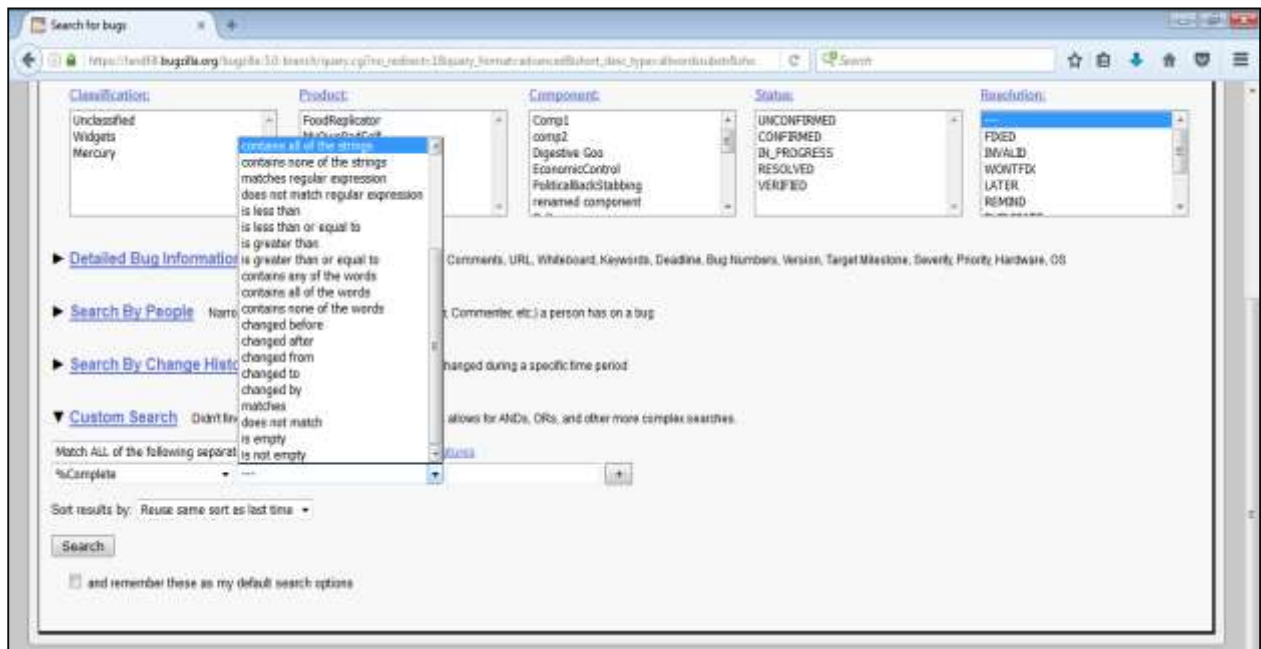 Search for bugs
Search
Classification:
Unclassified
Widgets
Mercury
Product:
FoodReplicator
Component:
Comp1
comp2
Digestive Goo
EconomicControl
PoliticalBackStabbing
renamed component
Status:
UNCONFIRMED
CONFIRMED
IN_PROGRESS
RESOLVED
VERIFIED
Resolution:
---
FIXED
INVALID
WONTFIX
LATER
REMIND
contains all of the strings
contains none of the strings
matches regular expression
does not match regular expression
is less than
is less than or equal to
is greater than
is greater than or equal to
contains any of the words
contains all of the words
contains none of the words
changed before
changed after
changed from
changed to
changed by
matches
does not match
is empty
is not empty
Detailed Bug Information Comments, URL, Whiteboard, Keywords, Deadline, Bug Numbers, Version, Target Milestone, Severity, Priority, Hardware, OS
Search By People Commenter, etc.) a person has on a bug
Search By Change during a specific time period
Custom Search Didn't allows for ANDs, ORs, and other more complex searches.
Match ALL of the following
%Complete ---
+
Sort results by: Reuse same sort as last time
Search
and remember these as my default search options